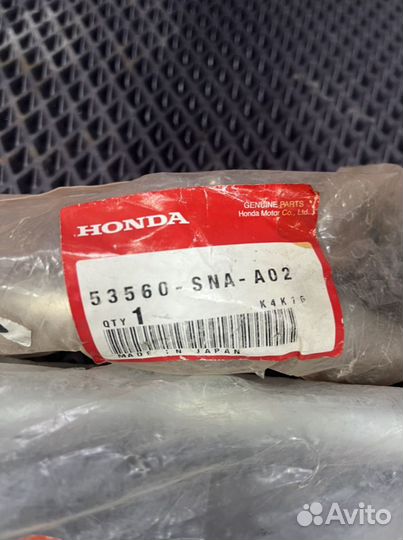 HONDA
GENUINE PARTS
Honda Motor Co., Ltd.
53560-SNA-A02
QTY 1
K4K16
MADE IN JAPAN
Avito